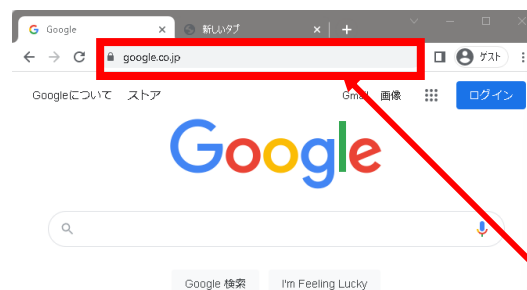 Google
新しいタブ
google.co.jp
ゲスト
Googleについて ストア
Gmail 画像
ログイン
Google
Google 検索
I'm Feeling Lucky